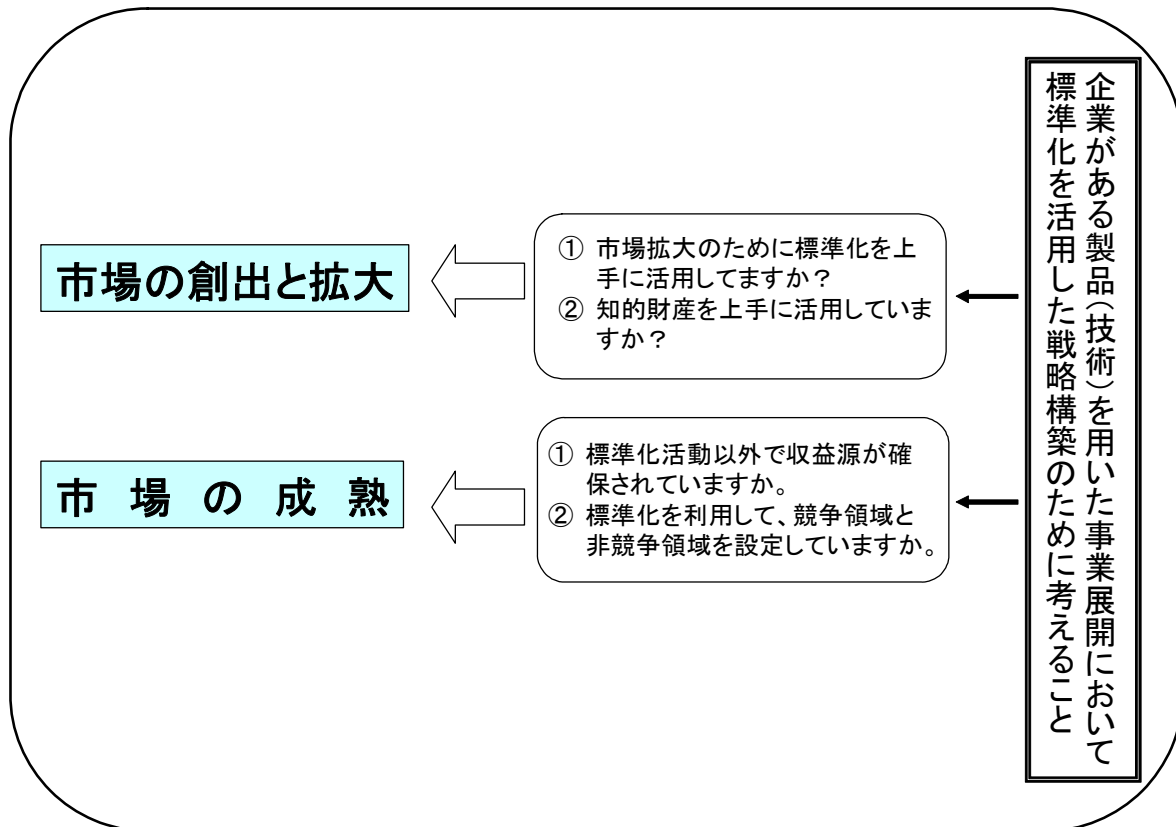 企業がある製品(技術)を用いた事業展開において
標準化を活用した戦略構築のために考えること
市場の創出と拡大
① 市場拡大のために標準化を上
手に活用してますか?
② 知的財産を上手に活用していま
すか?
市場の成熟
① 標準化活動以外で収益源が確
保されていますか。
② 標準化を利用して、競争領域と
非競争領域を設定していますか。